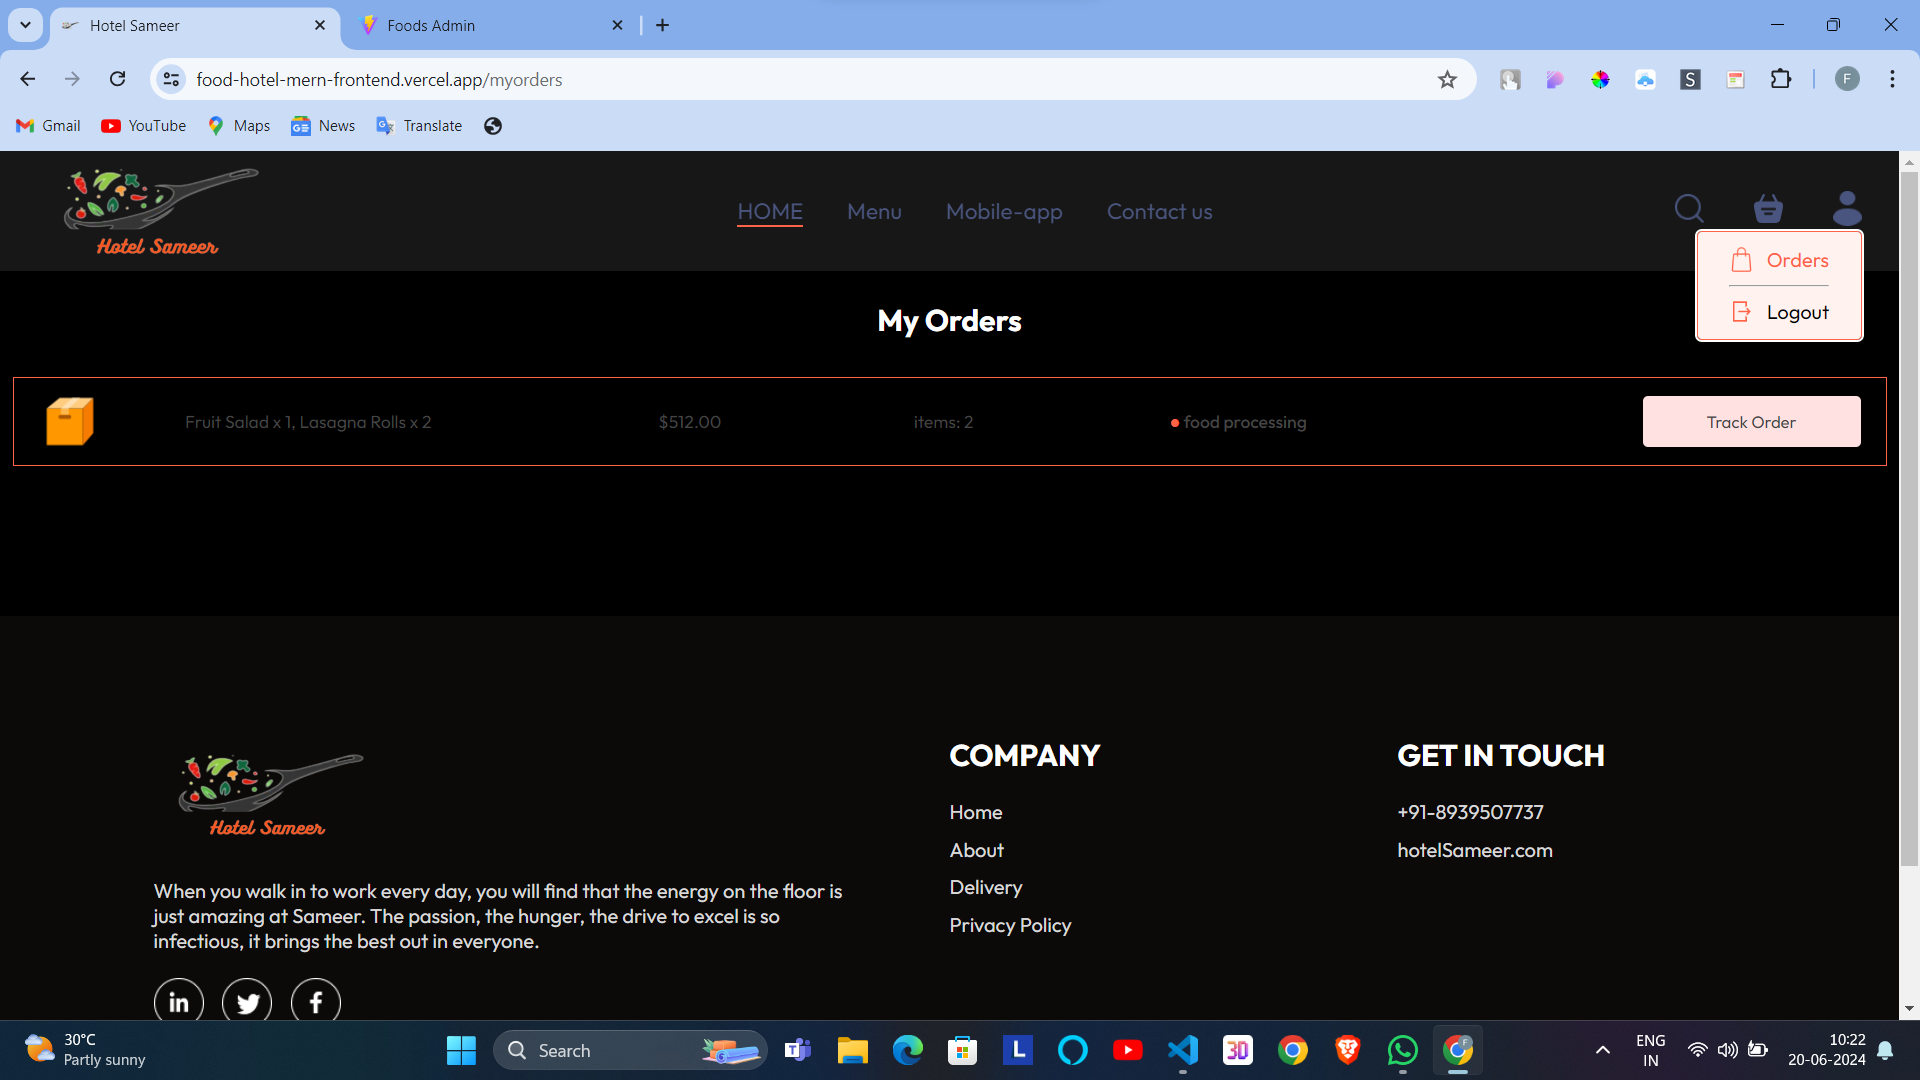 Hotel Sameer
Foods Admin
food-hotel-mern-frontend.vercel.app/myorders
S
F
Gmail
YouTube
Maps
News
Translate
Hotel Sameer
HOME
Menu
Mobile-app
Contact us
Orders
Logout
My Orders
Fruit Salad x 1, Lasagna Rolls x 2
$512.00
items: 2
food processing
Track Order
Hotel Sameer
When you walk in to work every day, you will find that the energy on the floor is
just amazing at Sameer. The passion, the hunger, the drive to excel is so
infectious, it brings the best out in everyone.
in
f
COMPANY
Home
About
Delivery
Privacy Policy
GET IN TOUCH
+91-8939507737
hotelSameer.com
30°C
Partly sunny
Search
L
30
F
ENG
IN
10:22
20-06-2024